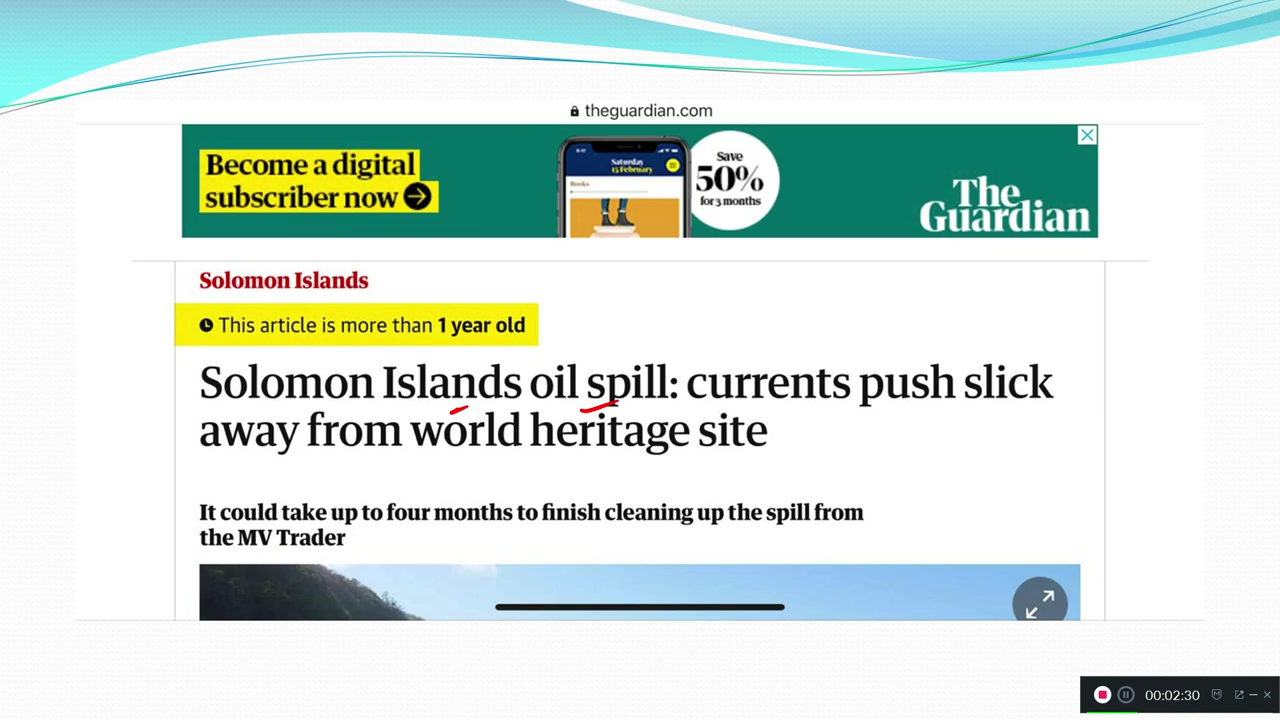 theguardian.com
Become a digital
subscriber now
Saturday
15 February
Books
Save
50%
for 3 months
The
Guardian
Solomon Islands
This article is more than 1 year old
Solomon Islands oil spill: currents push slick
away from world heritage site
It could take up to four months to finish cleaning up the spill from
the MV Trader
00:02:30